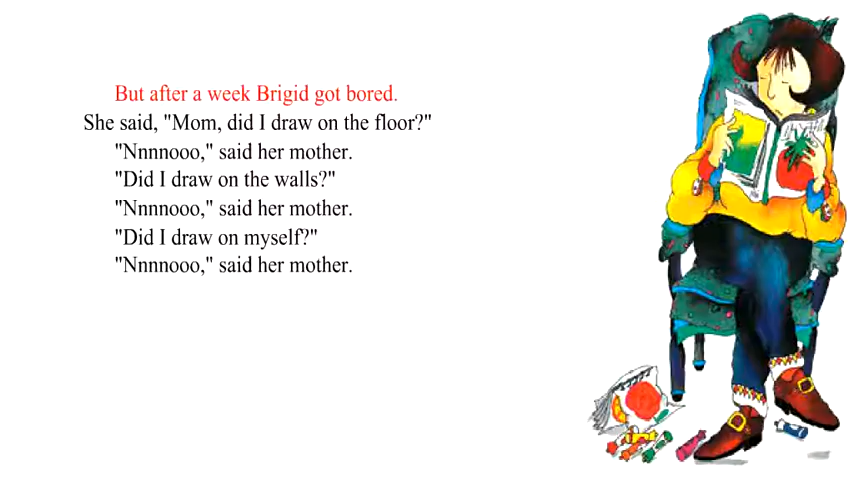 But after a week Brigid got bored.
She said, "Mom, did I draw on the floor?"
"Nnnnooo," said her mother.
"Did I draw on the walls?"
"Nnnnooo," said her mother.
"Did I draw on myself?"
"Nnnnooo," said her mother.